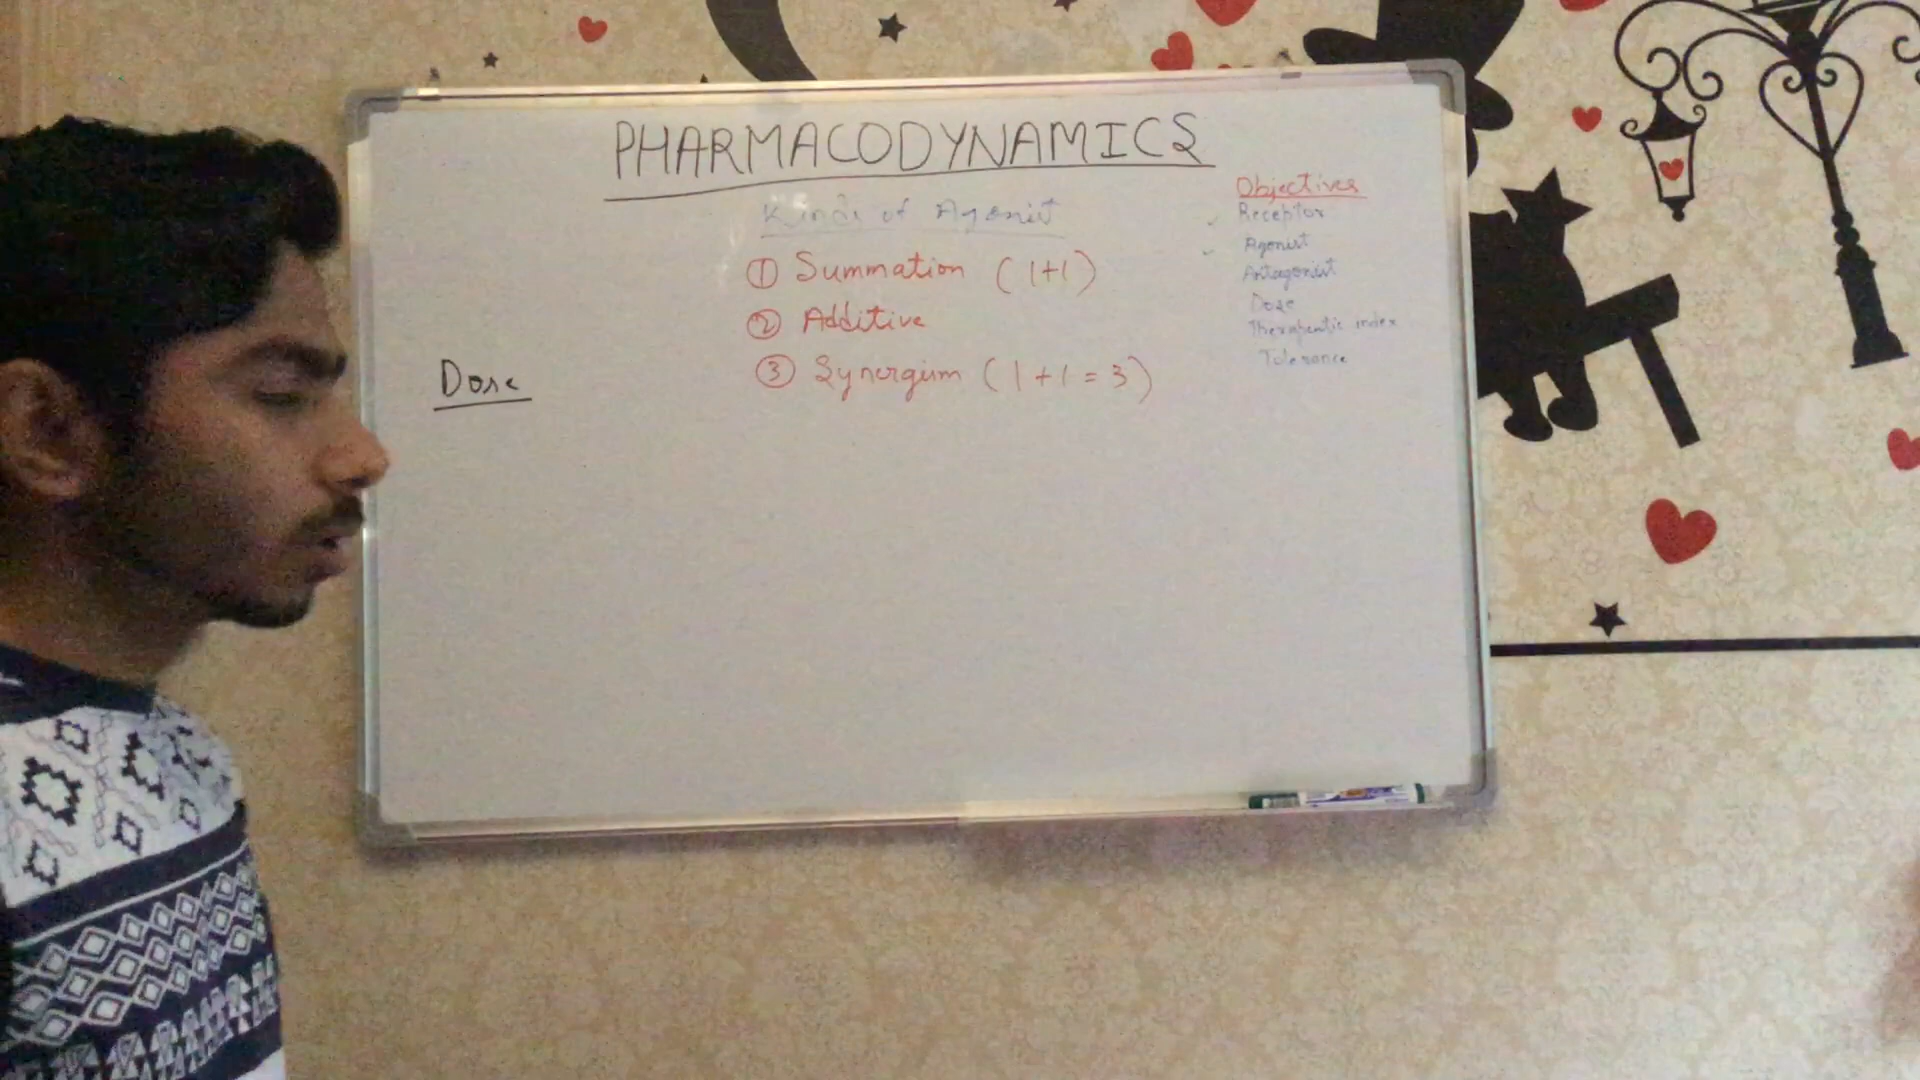 PHARMACODYNAMICS
Kinds of Agonist
① Summation (1+1)
② Additive
③ Synergism (1+1=3)
Dose
Objectives
Receptor
Agonist
Antagonist
Dose
Therapeutic index
Tolerance